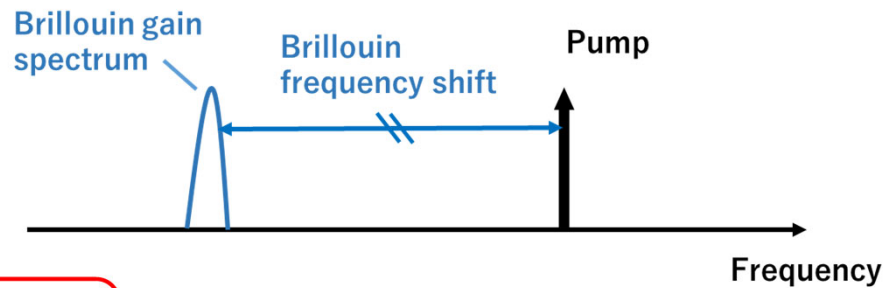 Brillouin gain
spectrum
Brillouin
frequency shift
Pump
Frequency